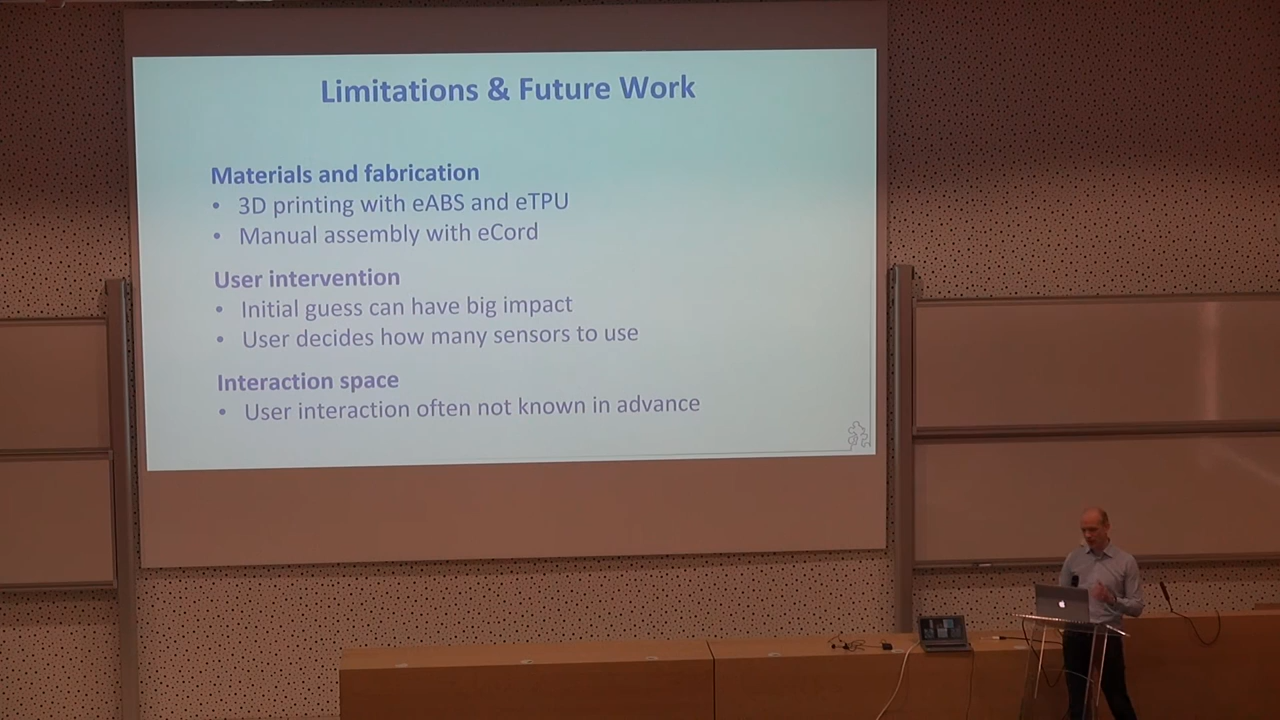 Limitations & Future Work
Materials and fabrication
• 3D printing with eABS and eTPU
• Manual assembly with eCord
User intervention
• Initial guess can have big impact
• User decides how many sensors to use
Interaction space
• User interaction often not known in advance